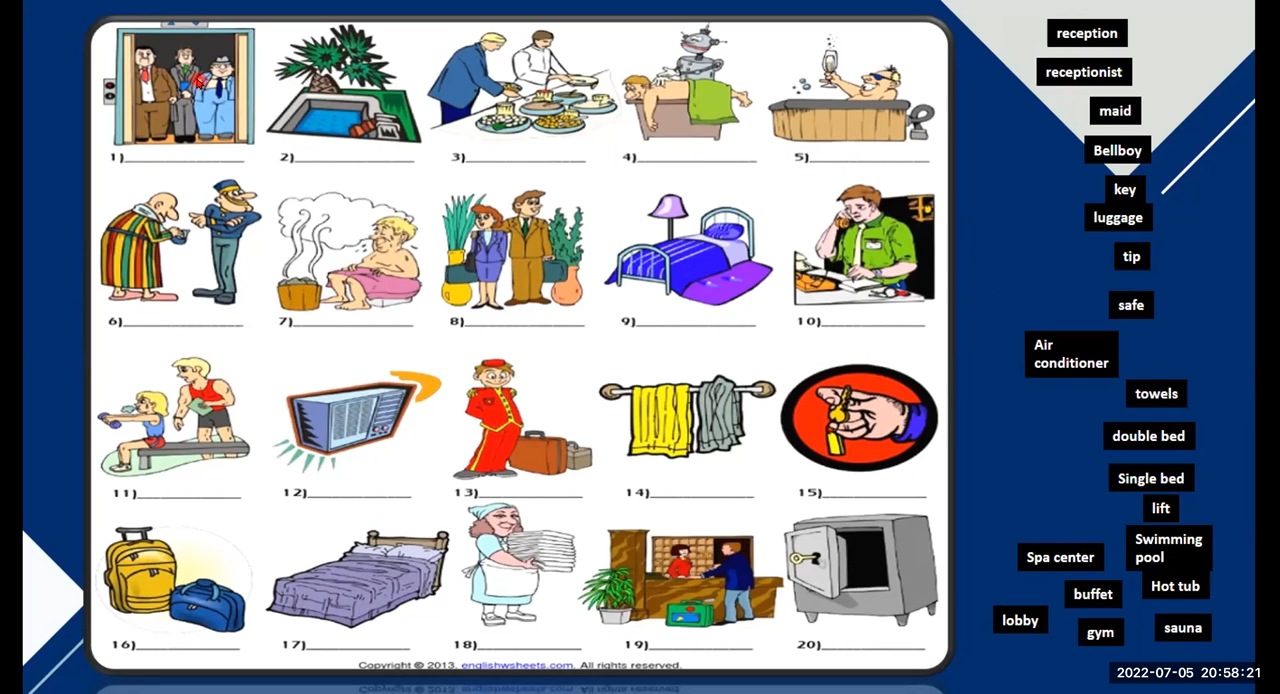 1)
2)
3)
4)
5)
6)
7)
8)
9)
10)
11)
12)
13)
14)
15)
16)
17)
18)
19)
20)
Copyright © 2013. englishwsheets.com. All rights reserved.
reception
receptionist
maid
Bellboy
key
luggage
tip
safe
Air
conditioner
towels
double bed
Single bed
lift
Swimming
pool
Spa center
Hot tub
buffet
lobby
gym
sauna
2022-07-05 20:58:21